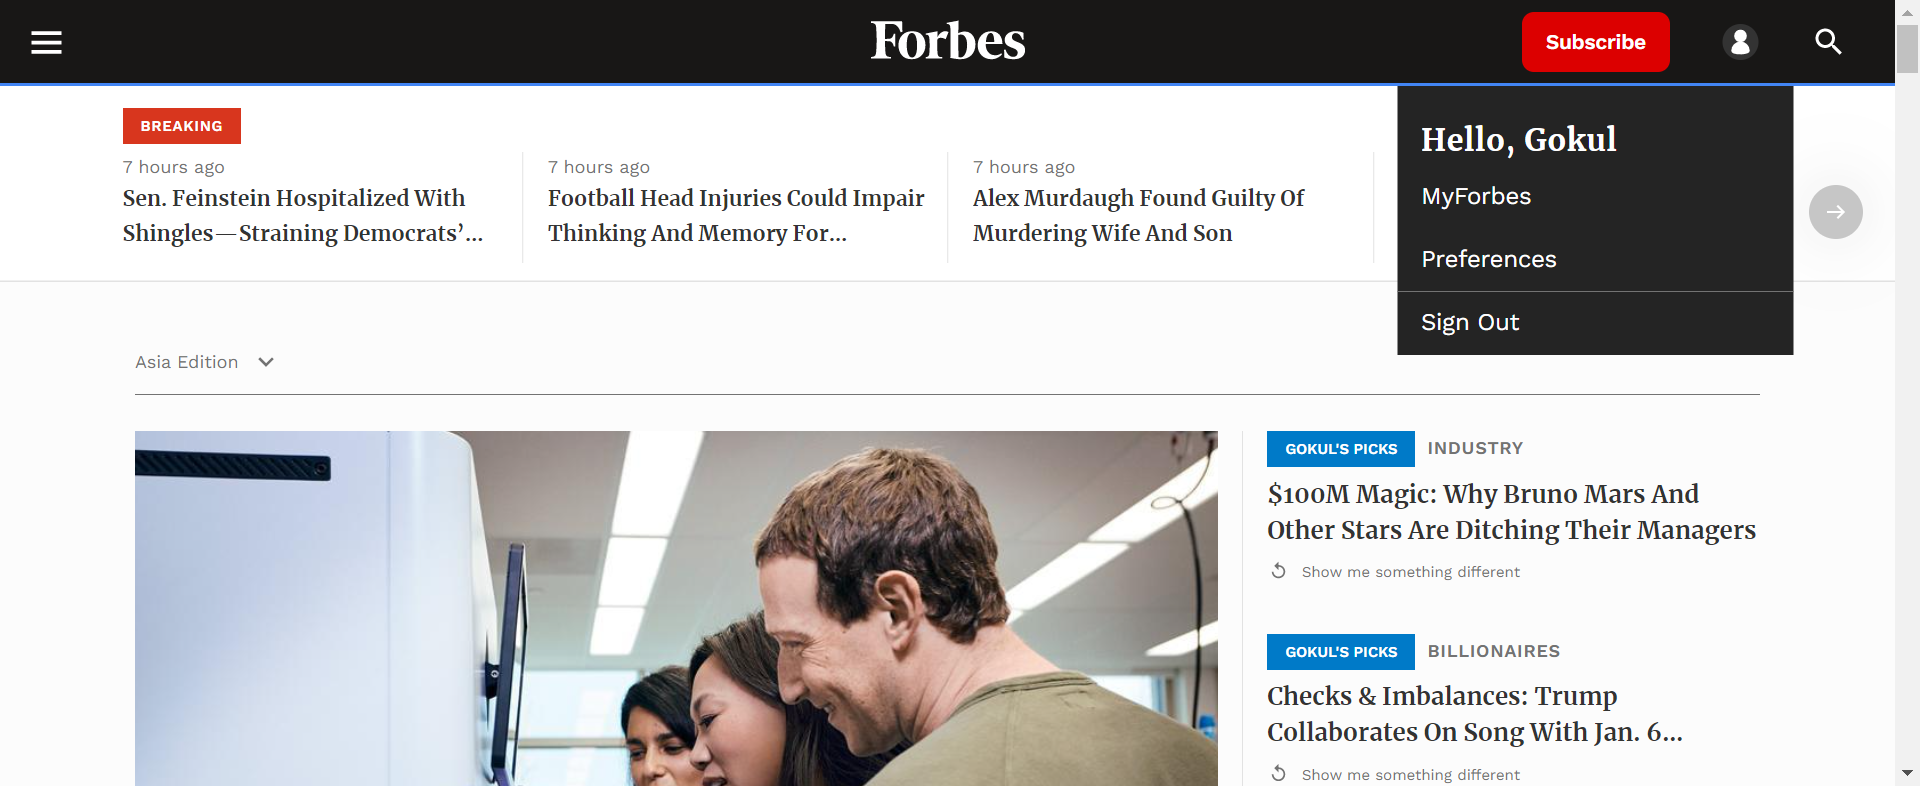 Forbes
Subscribe
BREAKING
7 hours ago
Sen. Feinstein Hospitalized With
Shingles—Straining Democrats’...
7 hours ago
Football Head Injuries Could Impair
Thinking And Memory For...
7 hours ago
Alex Murdaugh Found Guilty Of
Murdering Wife And Son
Hello, Gokul
MyForbes
Preferences
Sign Out
Asia Edition
GOKUL'S PICKS INDUSTRY
$100M Magic: Why Bruno Mars And
Other Stars Are Ditching Their Managers
Show me something different
GOKUL'S PICKS BILLIONAIRES
Checks & Imbalances: Trump
Collaborates On Song With Jan. 6...
Show me something different